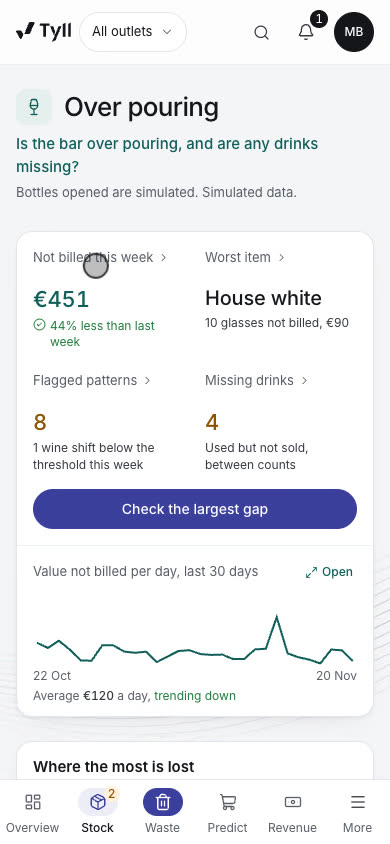 Tyll
All outlets
1
MB
Over pouring
Is the bar over pouring, and are any drinks
missing?
Bottles opened are simulated. Simulated data.
Not billed this week
Worst item
€451
House white
44% less than last
week
10 glasses not billed, €90
Flagged patterns
Missing drinks
8
4
1 wine shift below the
threshold this week
Used but not sold,
between counts
Check the largest gap
Value not billed per day, last 30 days
Open
22 Oct
20 Nov
Average €120 a day, trending down
Where the most is lost
2
Overview
Stock
Waste
Predict
Revenue
More